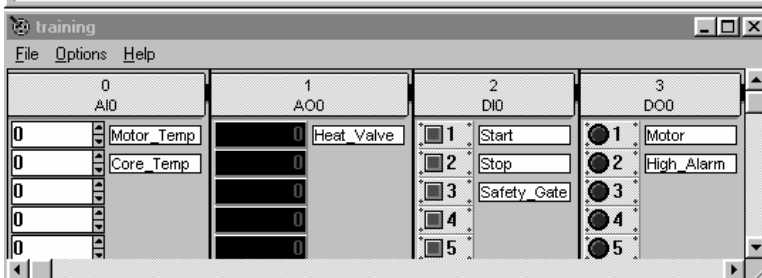 training
File Options Help
0 1 2 3
AI0 AO0 DI0 DO0
0 Motor_Temp 0 Heat_Valve 1 Start 1 Motor
0 Core_Temp 0 2 Stop 2 High_Alarm
0 0 3 Safety_Gate 3
0 0 4 4
0 0 5 5